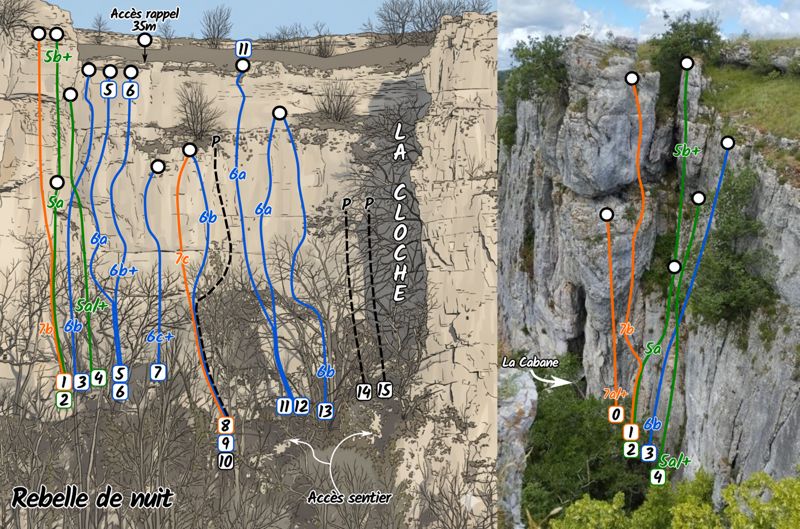 Accès rappel
35m
11
5b+
5
6
P
LA CLOCHE
5a
6a
6a
6a
6b
P
P
7c
6b+
5a/+
7b
6b
6c+
6b
1
2
3
4
5
6
7
8
9
10
11
12
13
14
15
Accès sentier
Rebelle de nuit
5b+
7b
5a
La Cabane
7a/+
6b
5a/+
0
1
2
3
4